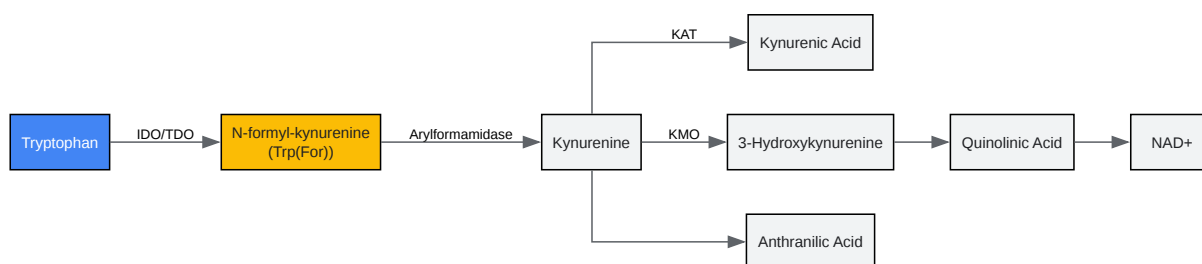 KAT
Kynurenic Acid
Tryptophan
IDO/TDO
N-formyl-kynurenine
(Trp(For))
Arylformamidase
Kynurenine
KMO
3-Hydroxykynurenine
Quinolinic Acid
NAD+
Anthranilic Acid